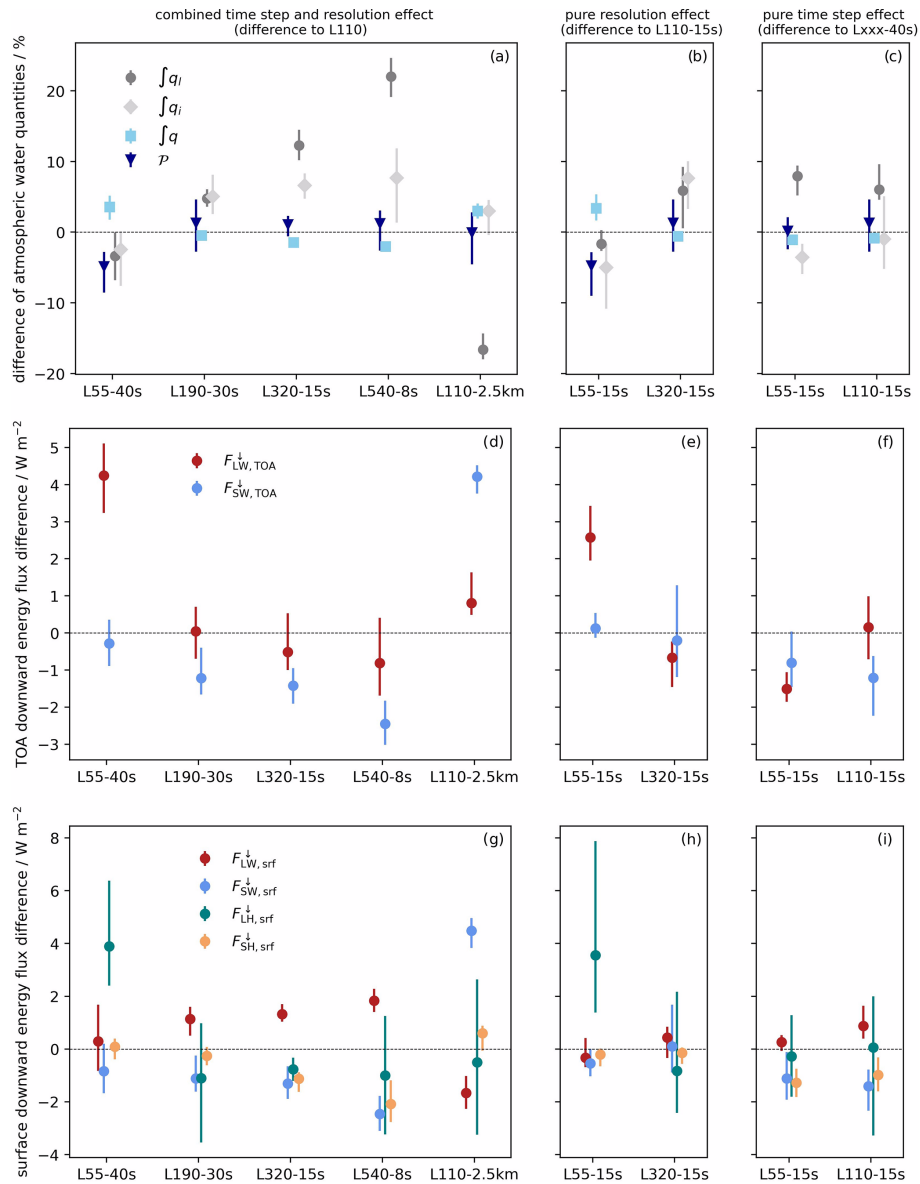 combined time step and resolution effect
(difference to L110)
pure resolution effect
(difference to L110-15s)
pure time step effect
(difference to Lxxx-40s)
difference of atmospheric water quantities / %
(a)
(b)
(c)
∫q_l
∫q_i
∫q
𝒫
20
10
0
−10
−20
L55-40s L190-30s L320-15s L540-8s L110-2.5km
L55-15s L320-15s
L55-15s L110-15s
TOA downward energy flux difference / W m⁻²
(d)
(e)
(f)
F↓LW, TOA
F↓SW, TOA
5
4
3
2
1
0
−1
−2
−3
L55-40s L190-30s L320-15s L540-8s L110-2.5km
L55-15s L320-15s
L55-15s L110-15s
surface downward energy flux difference / W m⁻²
(g)
(h)
(i)
F↓LW, srf
F↓SW, srf
F↓LH, srf
F↓SH, srf
8
6
4
2
0
−2
−4
L55-40s L190-30s L320-15s L540-8s L110-2.5km
L55-15s L320-15s
L55-15s L110-15s